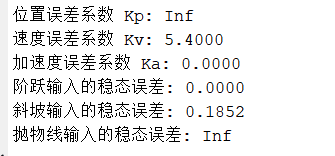 位置误差系数 Kp: Inf
速度误差系数 Kv: 5.4000
加速度误差系数 Ka: 0.0000
阶跃输入的稳态误差: 0.0000
斜坡输入的稳态误差: 0.1852
抛物线输入的稳态误差: Inf